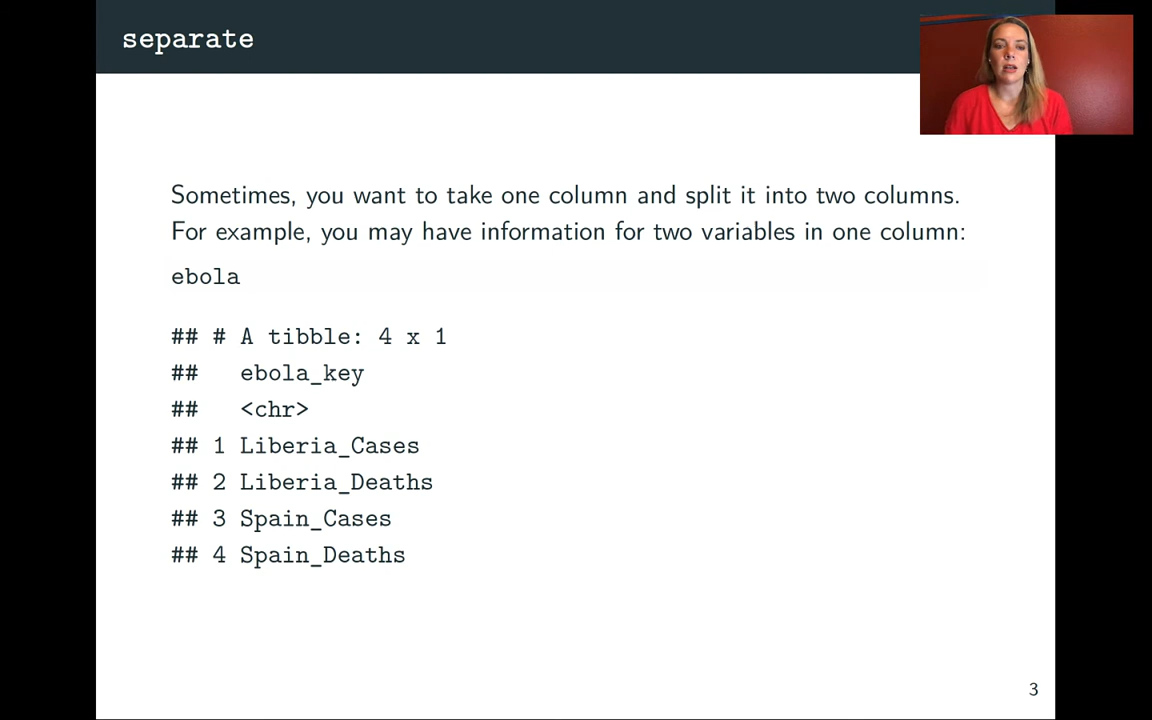 separate
Sometimes, you want to take one column and split it into two columns.
For example, you may have information for two variables in one column:
ebola
## # A tibble: 4 x 1
##   ebola_key
##   <chr>
## 1 Liberia_Cases
## 2 Liberia_Deaths
## 3 Spain_Cases
## 4 Spain_Deaths
3